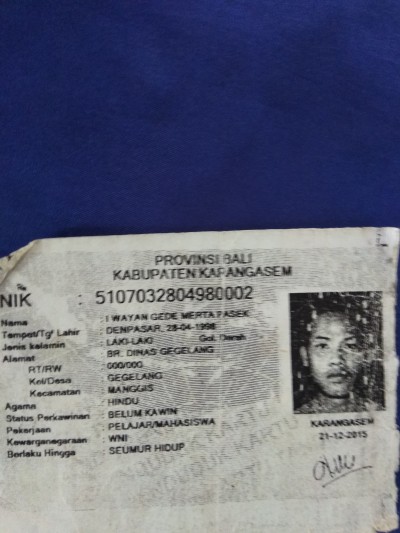 PROVINSI BALI
KABUPATEN KARANGASEM
NIK : 5107032804980002
Nama : I WAYAN GEDE MERTA PASEK
Tempat/Tgl Lahir : DENPASAR, 28-04-1998
Jenis kelamin : LAKI-LAKI Gol. Darah
Alamat : BR. DINAS GEGELANG
RT/RW : 000/000
Kel/Desa : GEGELANG
Kecamatan : MANGGIS
Agama : HINDU
Status Perkawinan : BELUM KAWIN
Pekerjaan : PELAJAR/MAHASISWA
Kewarganegaraan : WNI
Berlaku Hingga : SEUMUR HIDUP
KARANGASEM
21-12-2015